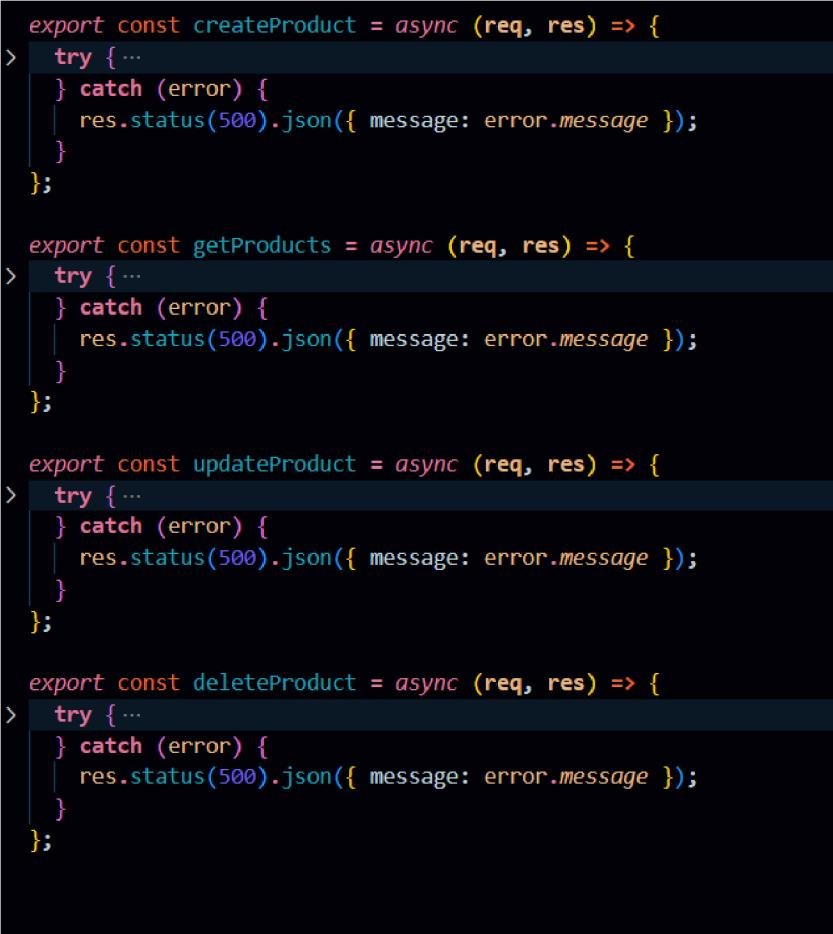 export const createProduct = async (req, res) => {
try { ···
} catch (error) {
res.status(500).json({ message: error.message });
}
};
export const getProducts = async (req, res) => {
try { ···
} catch (error) {
res.status(500).json({ message: error.message });
}
};
export const updateProduct = async (req, res) => {
try { ···
} catch (error) {
res.status(500).json({ message: error.message });
}
};
export const deleteProduct = async (req, res) => {
try { ···
} catch (error) {
res.status(500).json({ message: error.message });
}
};